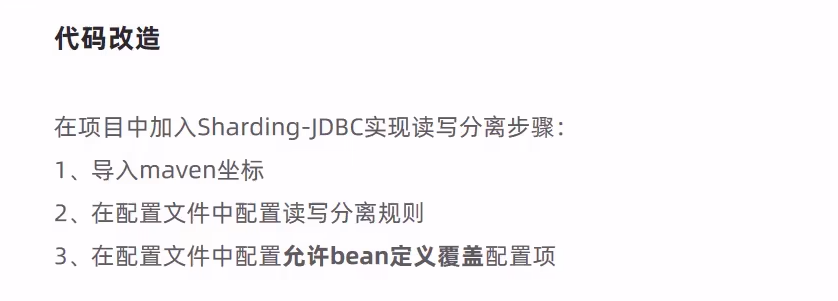 代码改造
在项目中加入Sharding-JDBC实现读写分离步骤：
1、导入maven坐标
2、在配置文件中配置读写分离规则
3、在配置文件中配置允许bean定义覆盖配置项